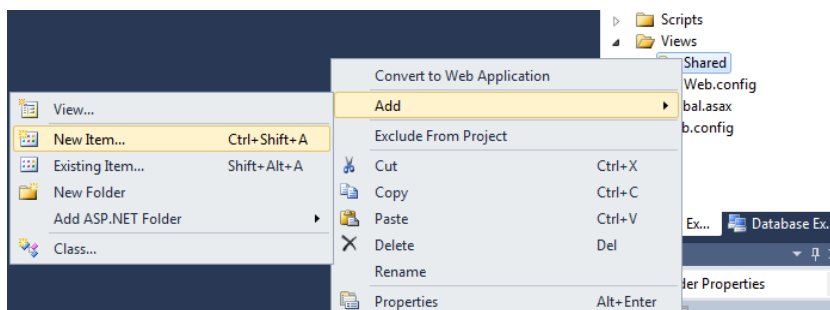 Scripts
Views
Shared
Convert to Web Application
Web.config
View...
Add
bal.asax
New Item... Ctrl+Shift+A
Exclude From Project
b.config
Existing Item... Shift+Alt+A
Cut Ctrl+X
New Folder
Copy Ctrl+C
Add ASP.NET Folder
Paste Ctrl+V
Ex... Database Ex.
Class...
Delete Del
Rename
der Properties
Properties Alt+Enter